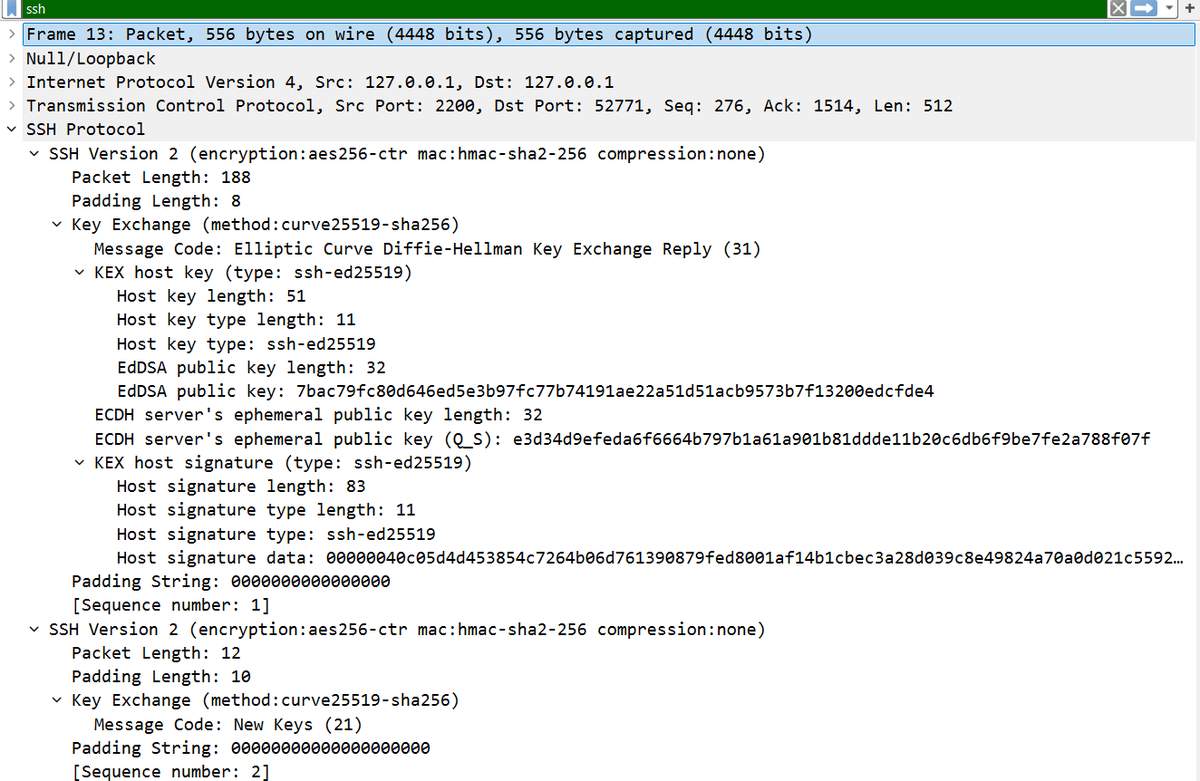 ssh
Frame 13: Packet, 556 bytes on wire (4448 bits), 556 bytes captured (4448 bits)
Null/Loopback
Internet Protocol Version 4, Src: 127.0.0.1, Dst: 127.0.0.1
Transmission Control Protocol, Src Port: 2200, Dst Port: 52771, Seq: 276, Ack: 1514, Len: 512
SSH Protocol
SSH Version 2 (encryption:aes256-ctr mac:hmac-sha2-256 compression:none)
Packet Length: 188
Padding Length: 8
Key Exchange (method:curve25519-sha256)
Message Code: Elliptic Curve Diffie-Hellman Key Exchange Reply (31)
KEX host key (type: ssh-ed25519)
Host key length: 51
Host key type length: 11
Host key type: ssh-ed25519
EdDSA public key length: 32
EdDSA public key: 7bac79fc80d646ed5e3b97fc77b74191ae22a51d51acb9573b7f13200edcfde4
ECDH server's ephemeral public key length: 32
ECDH server's ephemeral public key (Q_S): e3d34d9efeda6f6664b797b1a61a901b81ddde11b20c6db6f9be7fe2a788f07f
KEX host signature (type: ssh-ed25519)
Host signature length: 83
Host signature type length: 11
Host signature type: ssh-ed25519
Host signature data: 00000040c05d4d453854c7264b06d761390879fed8001af14b1cbec3a28d039c8e49824a70a0d021c5592…
Padding String: 0000000000000000
[Sequence number: 1]
SSH Version 2 (encryption:aes256-ctr mac:hmac-sha2-256 compression:none)
Packet Length: 12
Padding Length: 10
Key Exchange (method:curve25519-sha256)
Message Code: New Keys (21)
Padding String: 00000000000000000000
[Sequence number: 2]